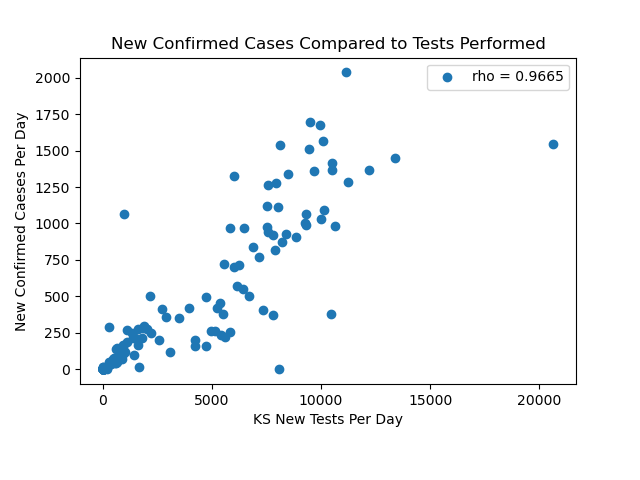 New Confirmed Cases Compared to Tests Performed
rho = 0.9665
2000
1750
1500
1250
1000
750
500
250
0
New Confirmed Caeses Per Day
0 5000 10000 15000 20000
KS New Tests Per Day